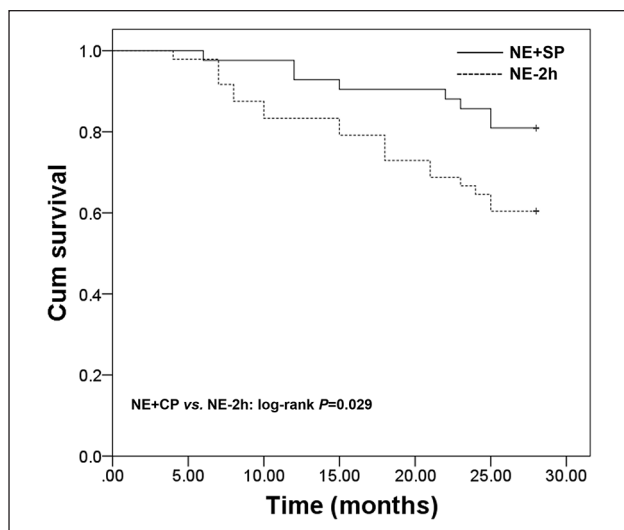 1.0
NE+SP
NE-2h
0.8
0.6
Cum survival
0.4
0.2
NE+CP vs. NE-2h: log-rank P=0.029
0.0
.00 5.00 10.00 15.00 20.00 25.00 30.00
Time (months)